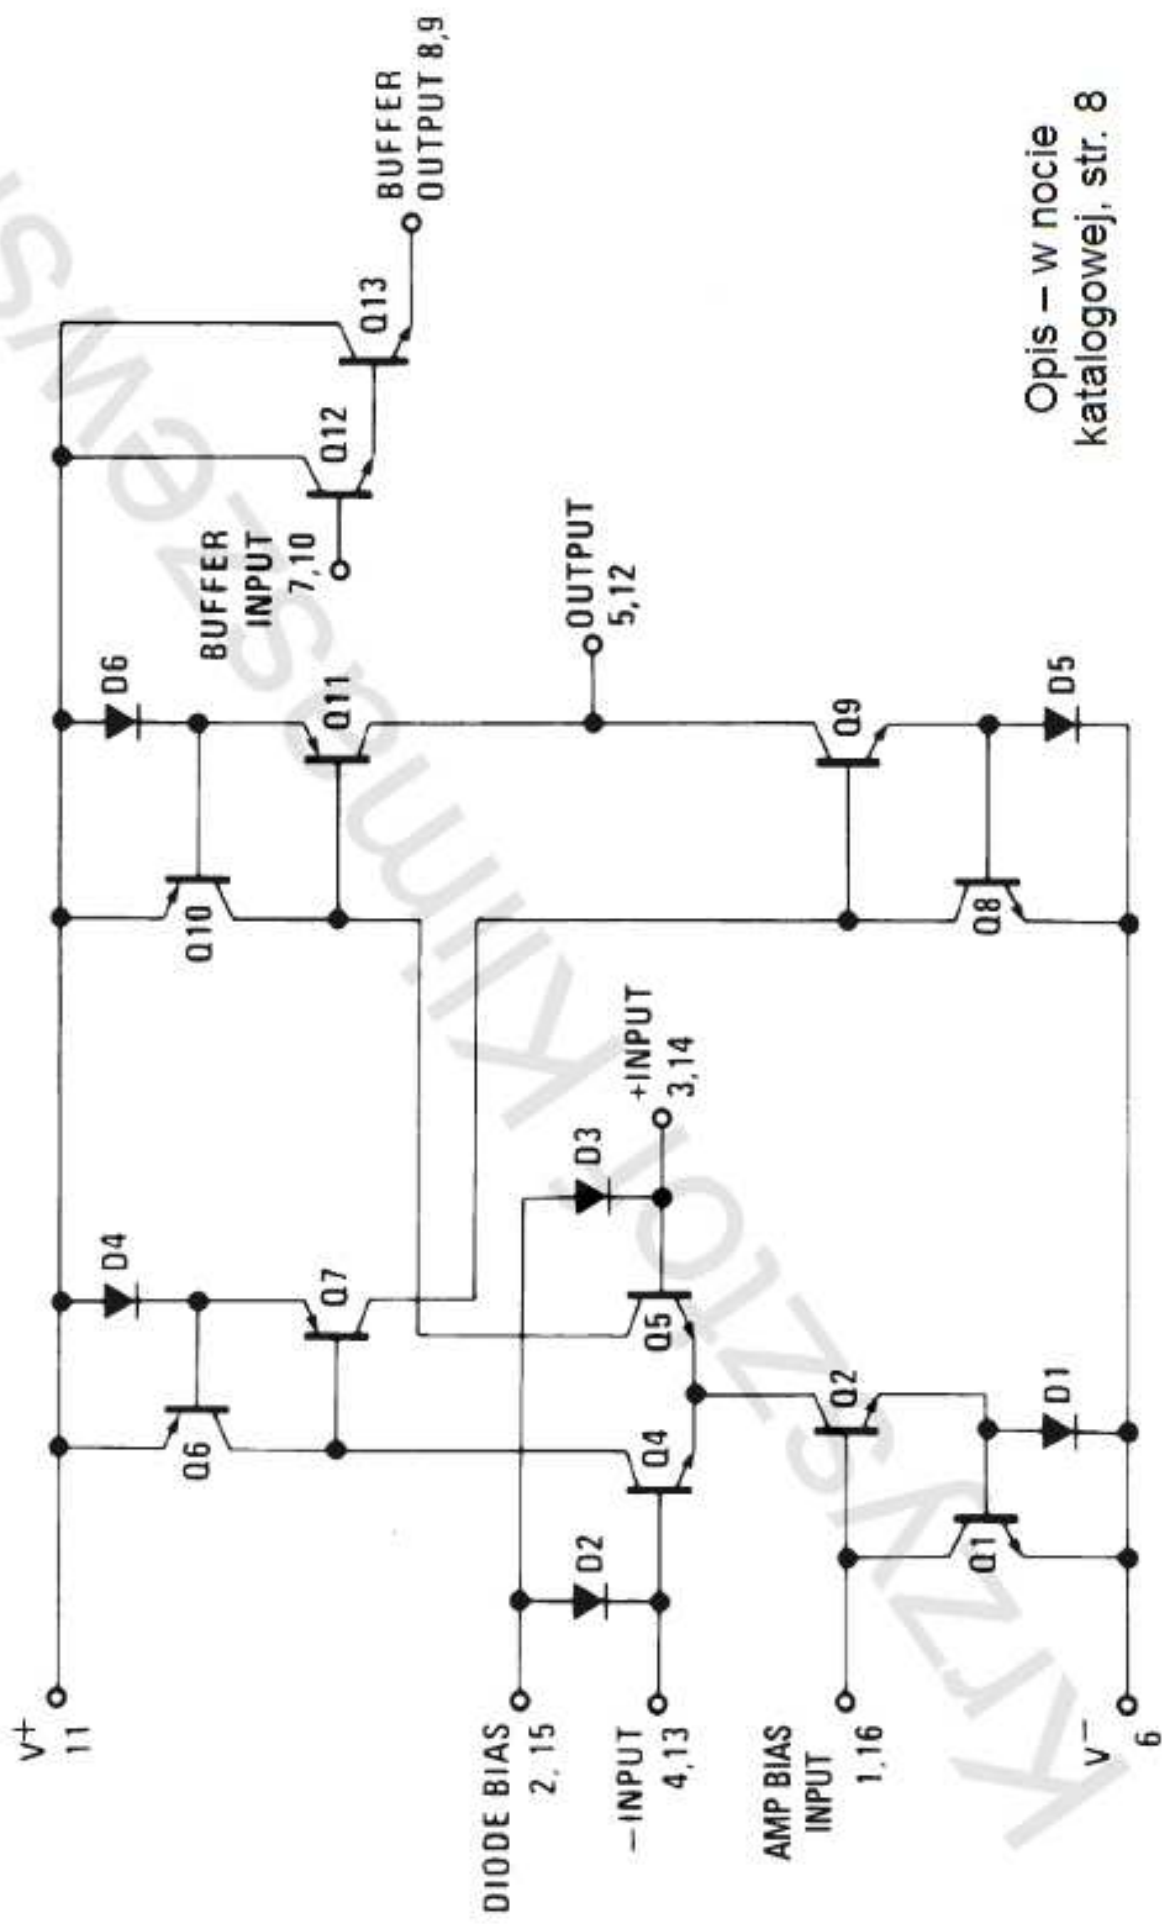 V+
11
D4
D6
Q6
Q7
Q10
Q11
BUFFER
INPUT
7,10
Q12
Q13
BUFFER
OUTPUT 8,9
DIODE BIAS
2, 15
D2
D3
-INPUT
4,13
Q4
Q5
+INPUT
3,14
OUTPUT
5,12
AMP BIAS
INPUT
1,16
Q2
Q9
Q1
D1
Q8
D5
V-
6
Opis – w nocie
katalogowej, str. 8
Krzysztof Klimaszewsk